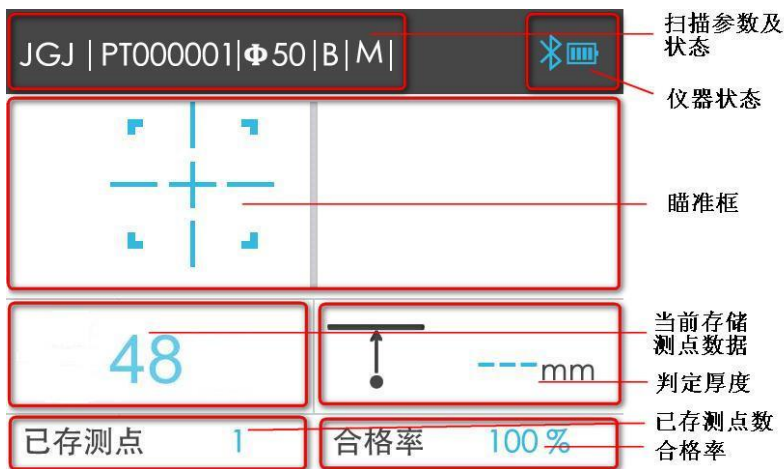 JGJ | PT000001|Φ50|B|M|
扫描参数及
状态
仪器状态
瞄准框
48
---mm
当前存储
测点数据
判定厚度
已存测点 1
合格率 100%
已存测点数
合格率